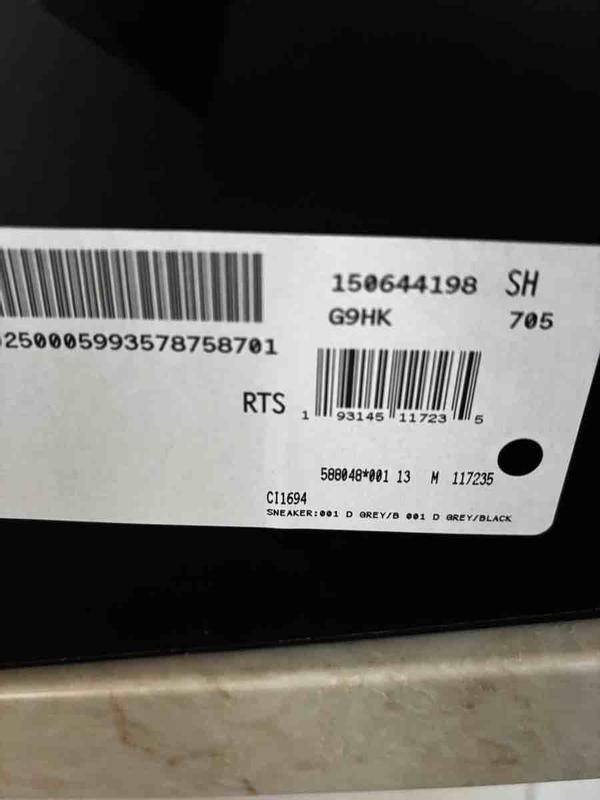 150644198 SH
G9HK 705
250005993578758701
RTS
1 93145 11723 5
588048*001 13 M 117235
CI1694
SNEAKER:001 D GREY/B 001 D GREY/BLACK